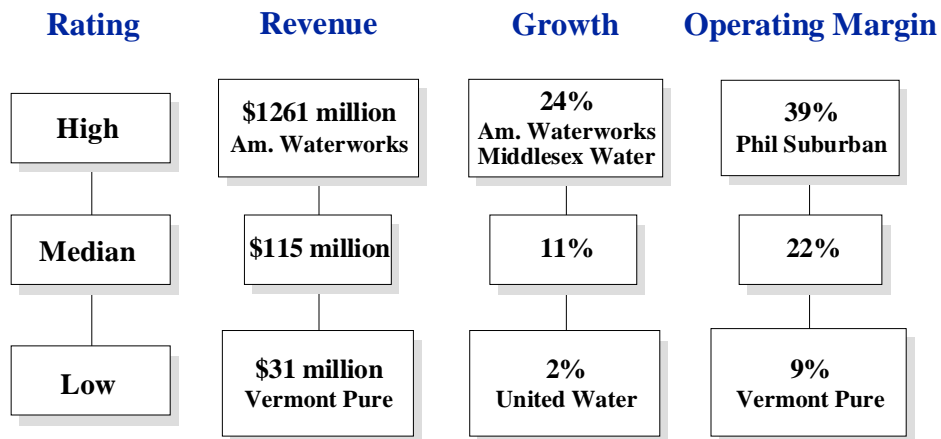 Rating Revenue Growth Operating Margin
High
$1261 million
Am. Waterworks
24%
Am. Waterworks
Middlesex Water
39%
Phil Suburban
Median
$115 million
11%
22%
Low
$31 million
Vermont Pure
2%
United Water
9%
Vermont Pure